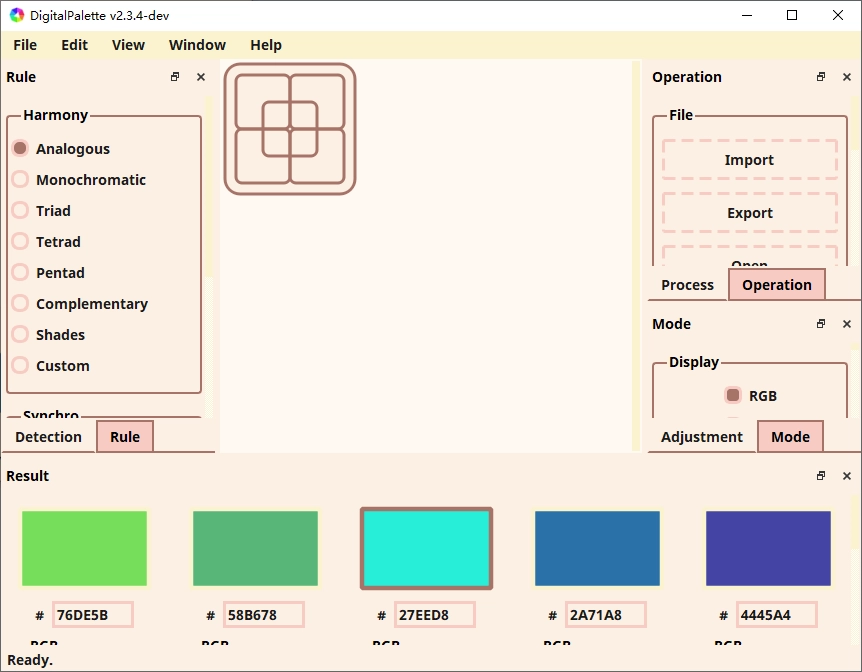 DigitalPalette v2.3.4-dev
File Edit View Window Help
Rule
Harmony
Analogous
Monochromatic
Triad
Tetrad
Pentad
Complementary
Shades
Custom
Synchro
Detection Rule
Operation
File
Import
Export
Open
Process Operation
Mode
Display
RGB
Adjustment Mode
Result
# 76DE5B # 58B678 # 27EED8 # 2A71A8 # 4445A4
RGB RGB RGB RGB RGB
Ready.